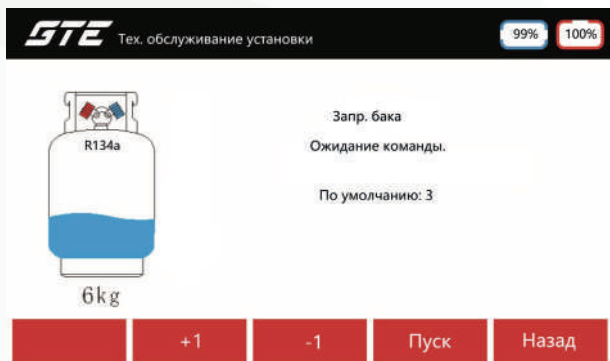 GTE Тех. обслуживание установки 99% 100%
R134a
Запр. бака
Ожидание команды.
По умолчанию: 3
6kg
+1 -1 Пуск Назад